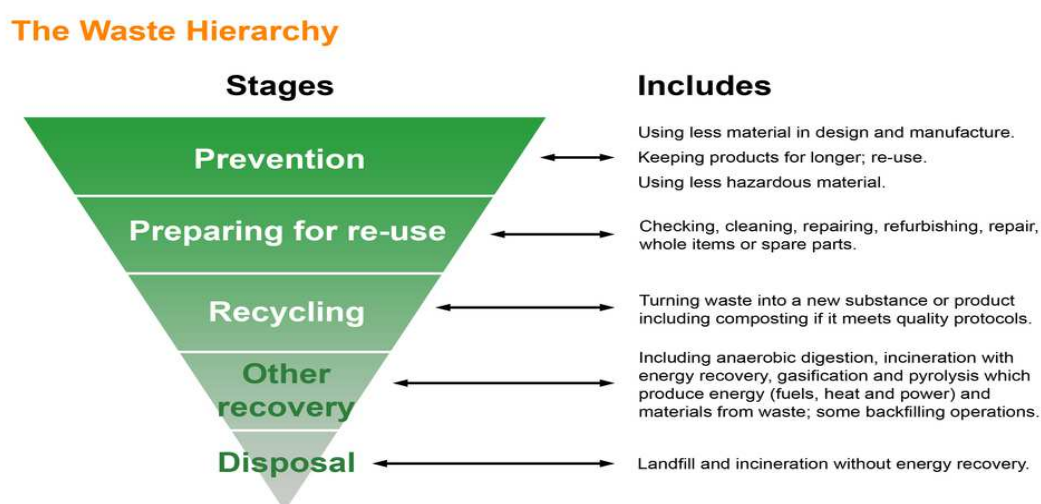 The Waste Hierarchy
Stages
Includes
Prevention
Using less material in design and manufacture.
Keeping products for longer; re-use.
Using less hazardous material.
Preparing for re-use
Checking, cleaning, repairing, refurbishing, repair,
whole items or spare parts.
Recycling
Turning waste into a new substance or product
including composting if it meets quality protocols.
Other
recovery
Including anaerobic digestion, incineration with
energy recovery, gasification and pyrolysis which
produce energy (fuels, heat and power) and
materials from waste; some backfilling operations.
Disposal
Landfill and incineration without energy recovery.